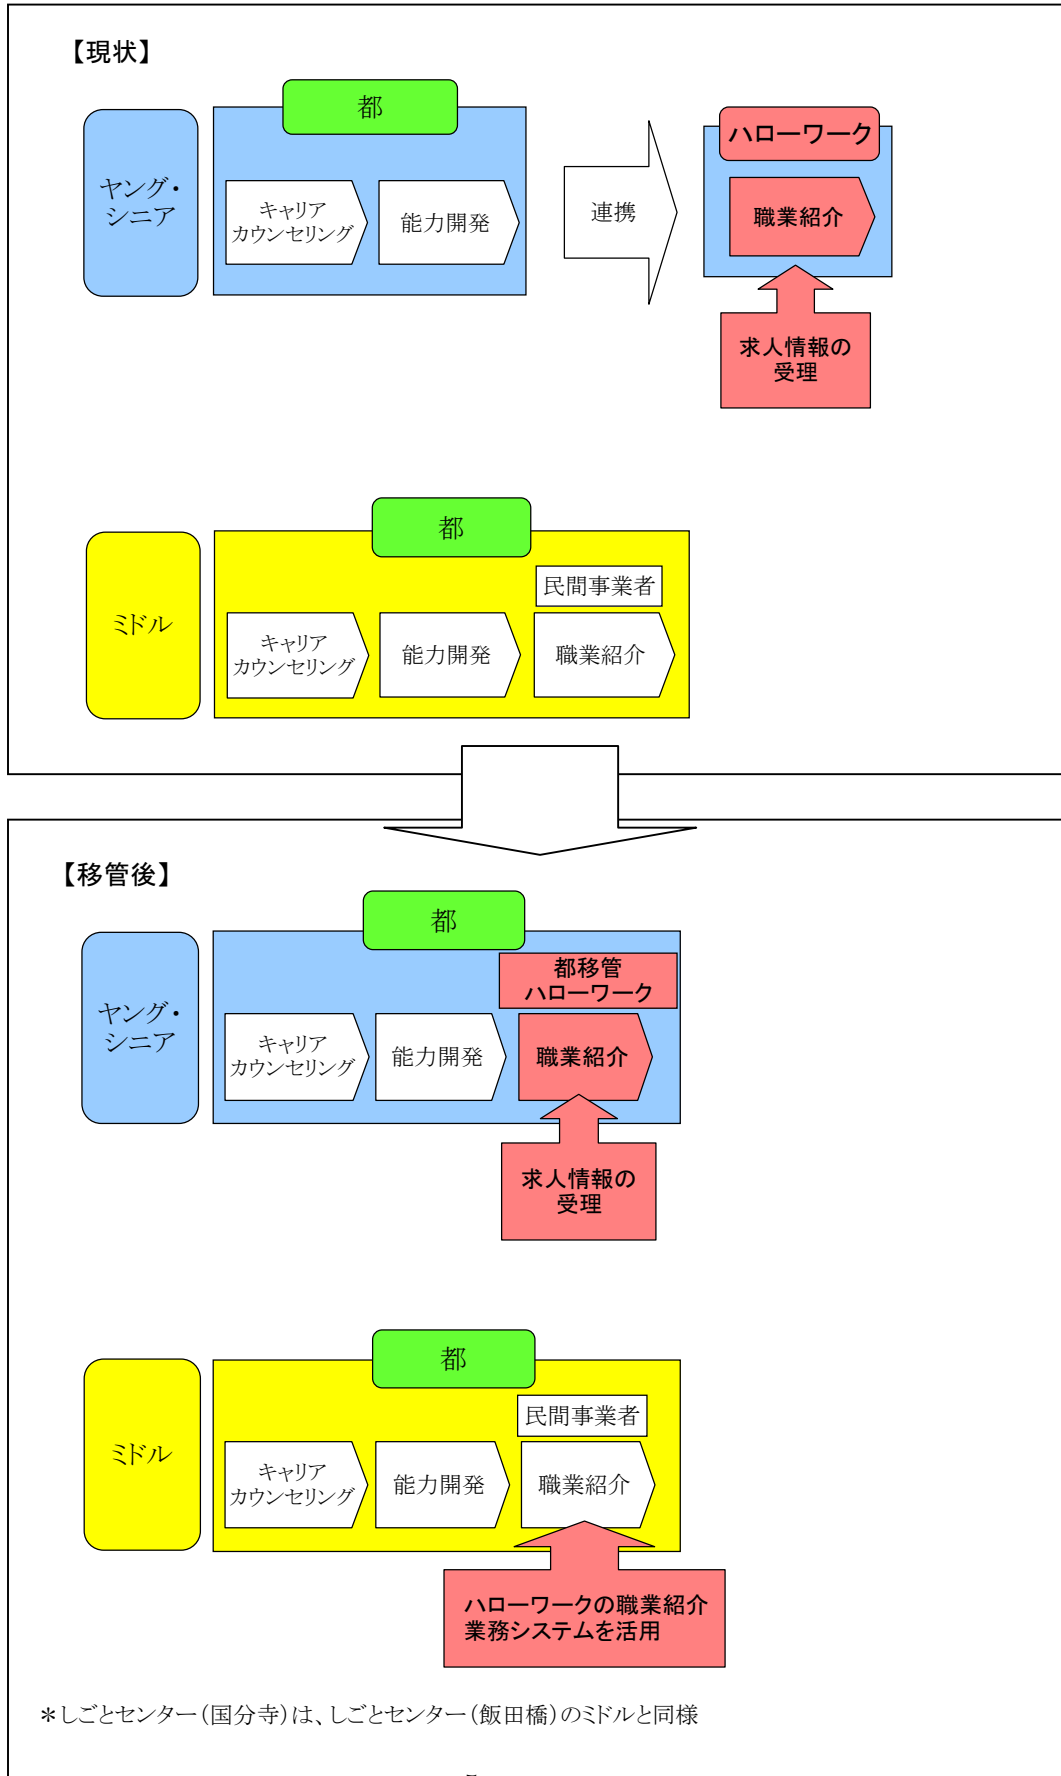 【現状】
都
ハローワーク
ヤング・
シニア
キャリア
カウンセリング
能力開発
連携
職業紹介
求人情報の
受理
都
民間事業者
ミドル
キャリア
カウンセリング
能力開発
職業紹介
【移管後】
都
都移管
ハローワーク
ヤング・
シニア
キャリア
カウンセリング
能力開発
職業紹介
求人情報の
受理
都
民間事業者
ミドル
キャリア
カウンセリング
能力開発
職業紹介
ハローワークの職業紹介
業務システムを活用
＊しごとセンター（国分寺）は、しごとセンター（飯田橋）のミドルと同様